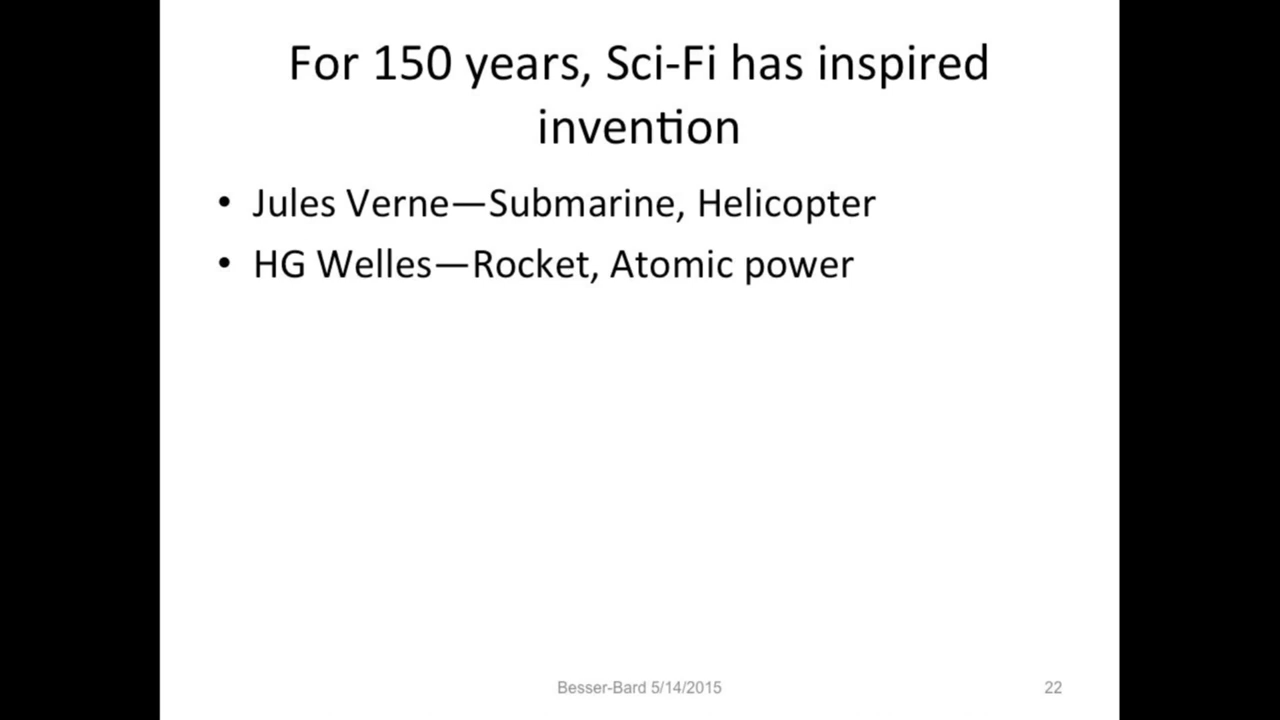 For 150 years, Sci-Fi has inspired
invention
• Jules Verne—Submarine, Helicopter
• HG Welles—Rocket, Atomic power
Besser-Bard 5/14/2015
22